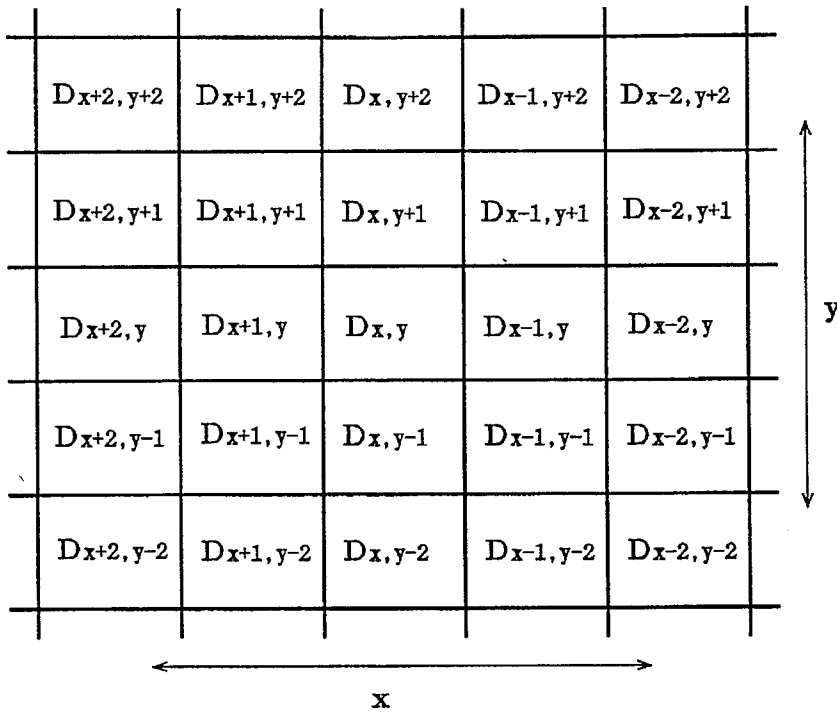 Dx+2, y+2 Dx+1, y+2 Dx, y+2 Dx-1, y+2 Dx-2, y+2
Dx+2, y+1 Dx+1, y+1 Dx, y+1 Dx-1, y+1 Dx-2, y+1
Dx+2, y Dx+1, y Dx, y Dx-1, y Dx-2, y
y
Dx+2, y-1 Dx+1, y-1 Dx, y-1 Dx-1, y-1 Dx-2, y-1
Dx+2, y-2 Dx+1, y-2 Dx, y-2 Dx-1, y-2 Dx-2, y-2
x